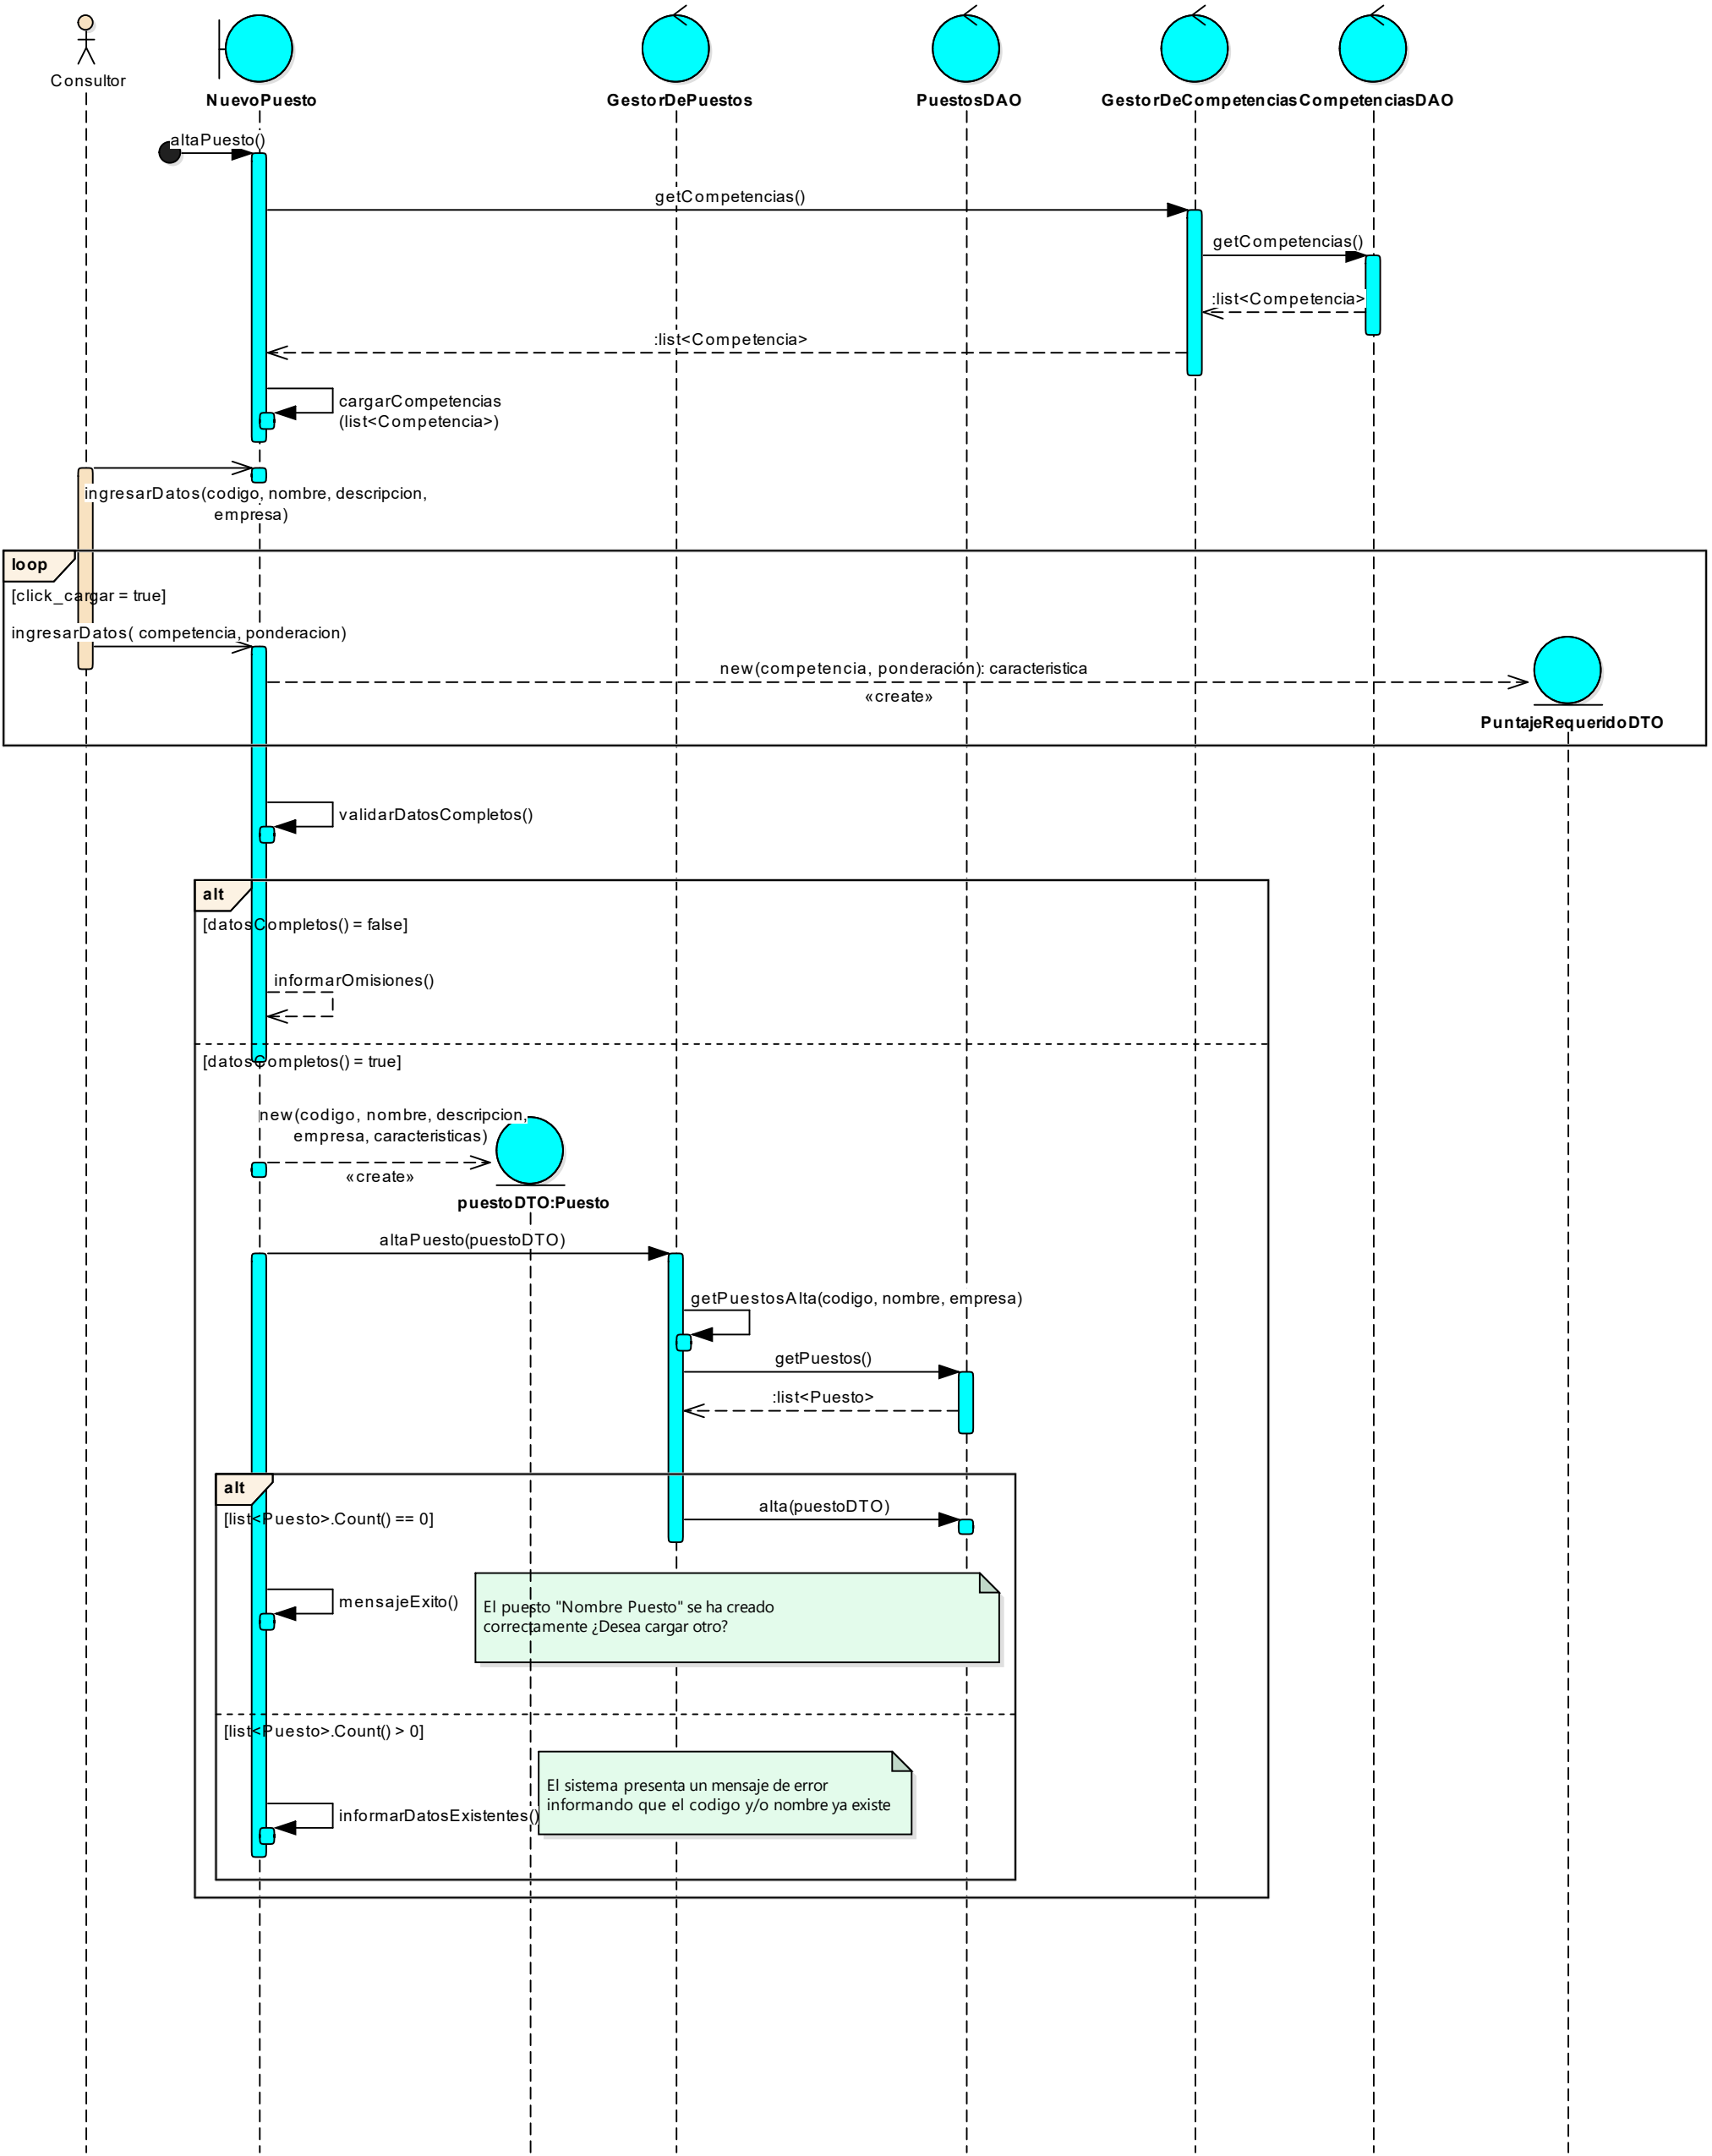 Consultor
NuevoPuesto
GestorDePuestos
PuestosDAO
GestorDeCompetencias
CompetenciasDAO
altaPuesto()
getCompetencias()
getCompetencias()
:list<Competencia>
:list<Competencia>
cargarCompetencias
(list<Competencia>)
ingresarDatos(codigo, nombre, descripcion,
empresa)
loop
[click_cargar = true]
ingresarDatos( competencia, ponderacion)
new(competencia, ponderación): caracteristica
«create»
PuntajeRequeridoDTO
validarDatosCompletos()
alt
[datosCompletos() = false]
informarOmisiones()
[datosCompletos() = true]
new(codigo, nombre, descripcion,
empresa, caracteristicas)
«create»
puestoDTO:Puesto
altaPuesto(puestoDTO)
getPuestosAlta(codigo, nombre, empresa)
getPuestos()
:list<Puesto>
alt
[list<Puesto>.Count() == 0]
alta(puestoDTO)
mensajeExito()
El puesto "Nombre Puesto" se ha creado
correctamente ¿Desea cargar otro?
[list<Puesto>.Count() > 0]
El sistema presenta un mensaje de error
informando que el codigo y/o nombre ya existe
informarDatosExistentes()